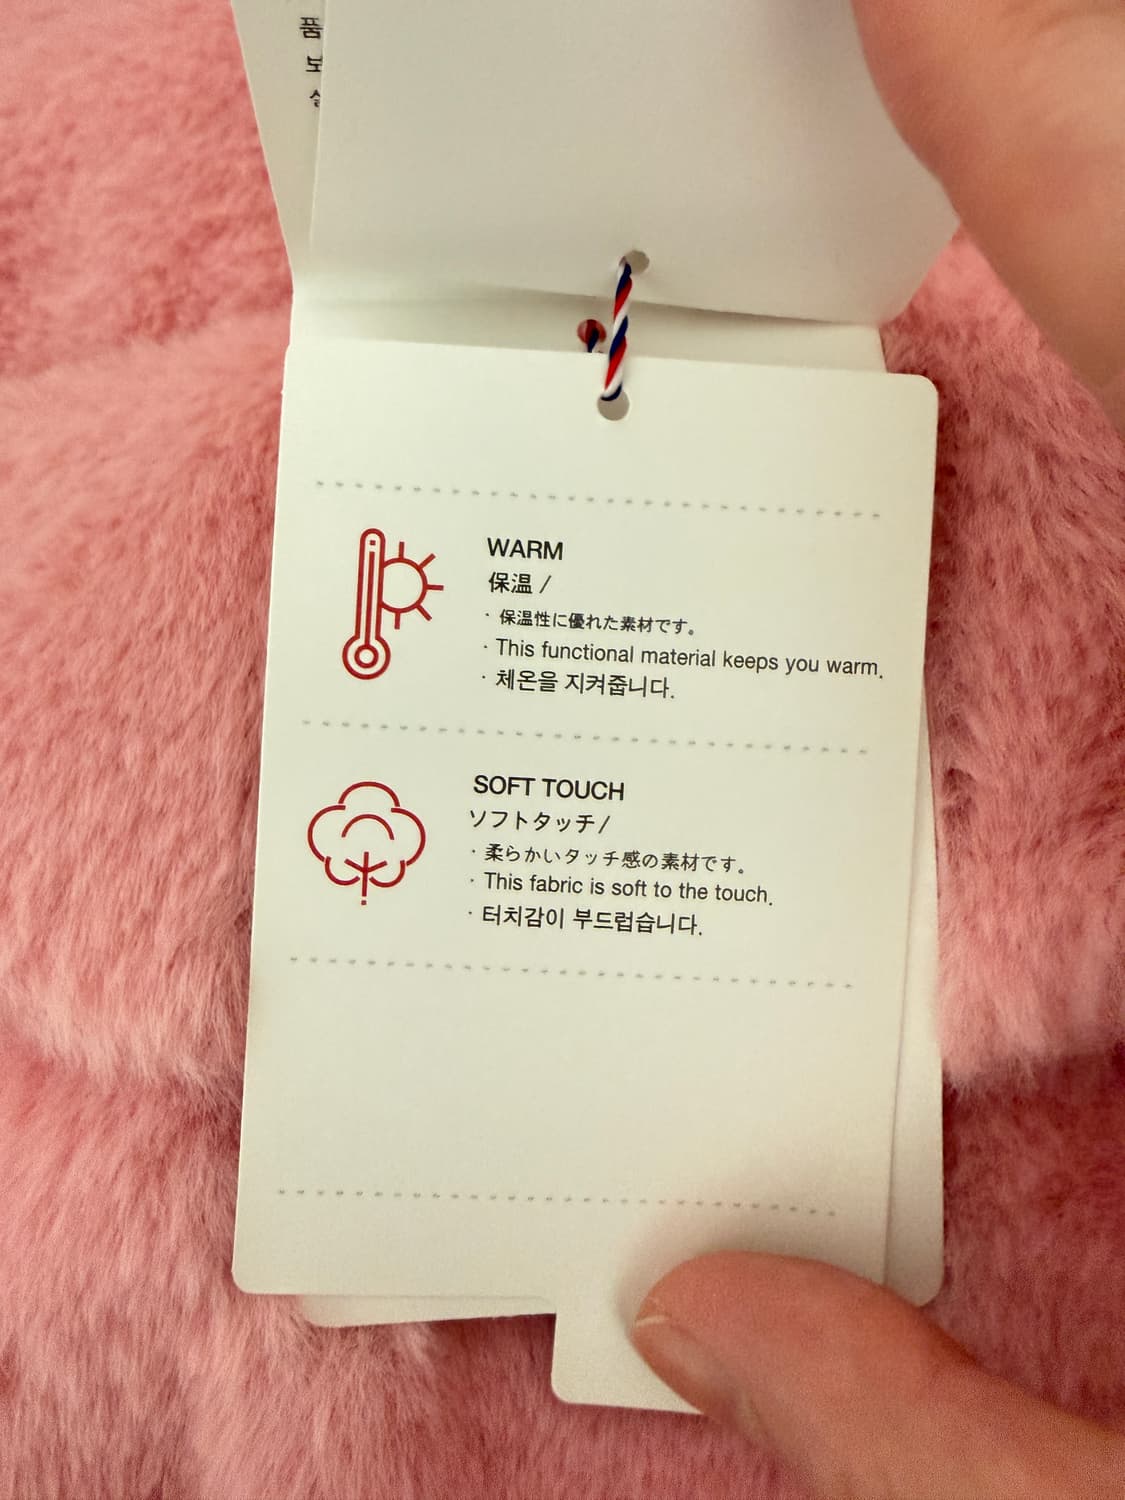 품
보
WARM
保温 /
· 保温性に優れた素材です。
· This functional material keeps you warm.
· 체온을 지켜줍니다.
SOFT TOUCH
ソフトタッチ /
· 柔らかいタッチ感の素材です。
· This fabric is soft to the touch.
· 터치감이 부드럽습니다.